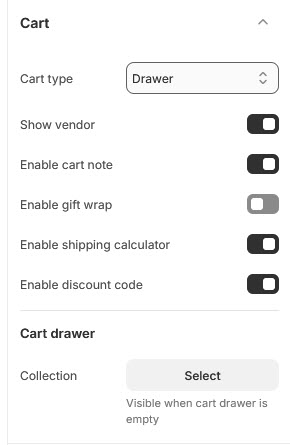 Cart
Cart type
Drawer
Show vendor
Enable cart note
Enable gift wrap
Enable shipping calculator
Enable discount code
Cart drawer
Collection
Select
Visible when cart drawer is
empty